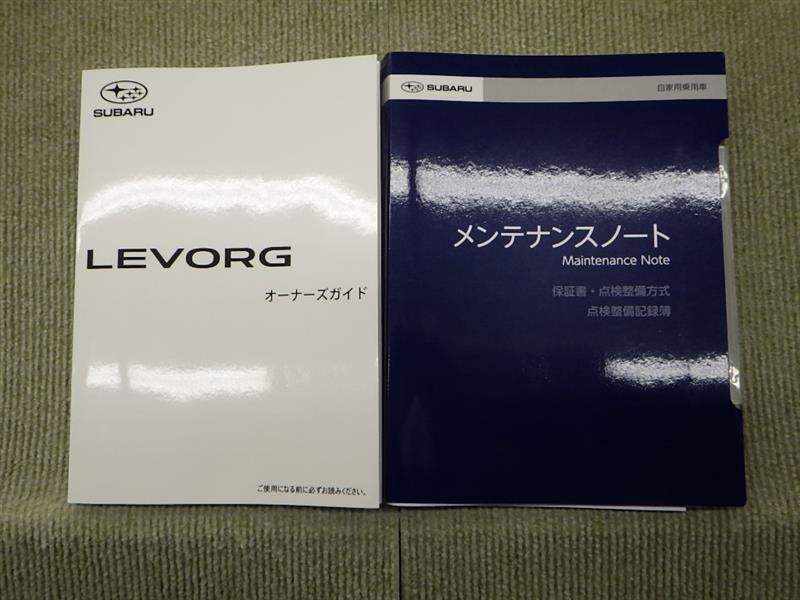 SUBARU
LEVORG
オーナーズガイド
ご使用になる前に必ずお読みください。
SUBARU
自家用乗用車
メンテナンスノート
Maintenance Note
保証書・点検整備方式
点検整備記録簿